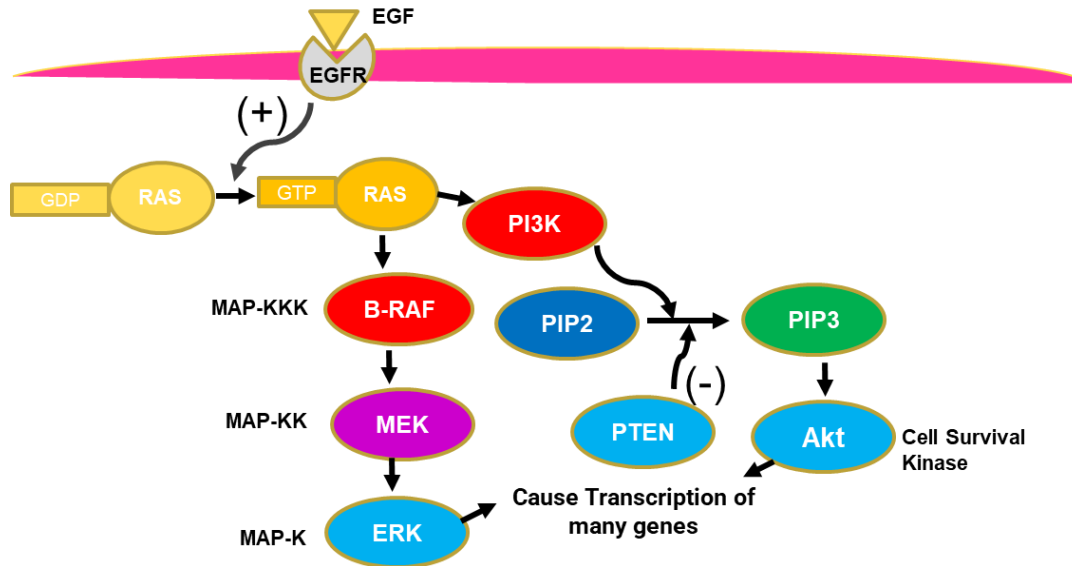 EGF
EGFR
(+)
GDP
RAS
GTP
RAS
PI3K
MAP-KKK
B-RAF
PIP2
PIP3
(-)
MAP-KK
MEK
PTEN
Akt
Cell Survival
Kinase
Cause Transcription of
many genes
MAP-K
ERK